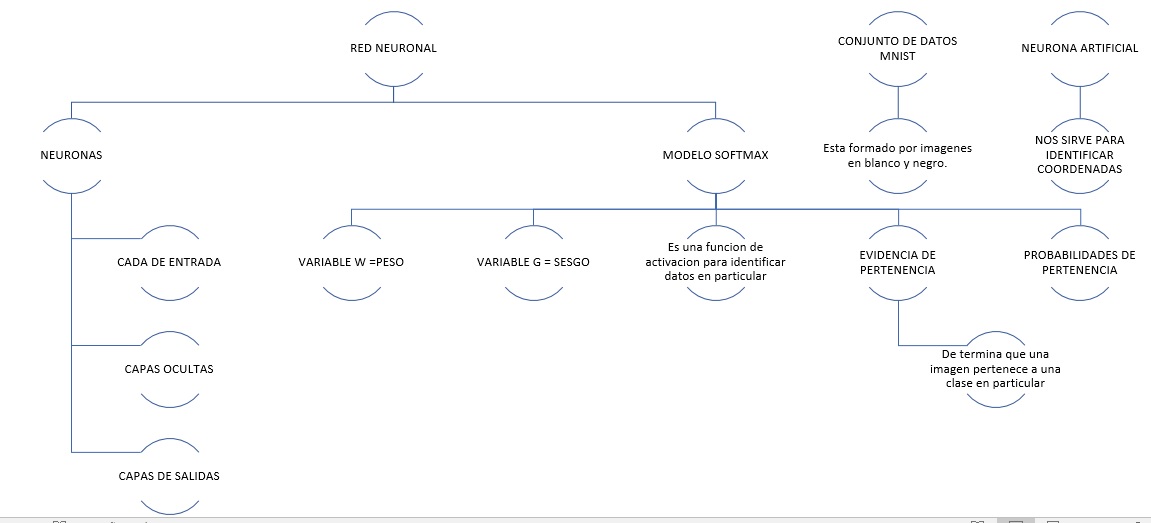 RED NEURONAL
CONJUNTO DE DATOS
MNIST
NEURONA ARTIFICIAL
NEURONAS
MODELO SOFTMAX
Esta formado por imagenes
en blanco y negro.
NOS SIRVE PARA
IDENTIFICAR
COORDENADAS
CADA DE ENTRADA
VARIABLE W =PESO
VARIABLE G = SESGO
Es una funcion de
activacion para identificar
datos en particular
EVIDENCIA DE
PERTENENCIA
PROBABILIDADES DE
PERTENENCIA
CAPAS OCULTAS
De termina que una
imagen pertenece a una
clase en particular
CAPAS DE SALIDAS